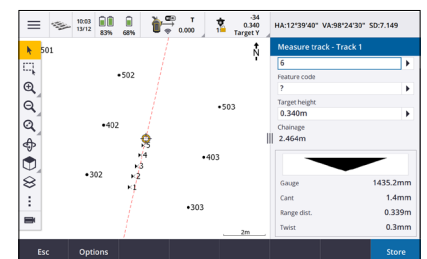 10:03
13/12
83%
68%
T
0.000
1
-34
0.340
Target Y
HA:12°39'40" VA:98°24'30" SD:7.149
501
502
503
402
403
302
303
5
4
3
2
1
N
2m
Measure track - Track 1
6
Feature code
?
Target height
0.340m
Chainage
2.464m
Gauge 1435.2mm
Cant 1.4mm
Range dist. 0.339m
Twist 0.3mm
Esc Options Store